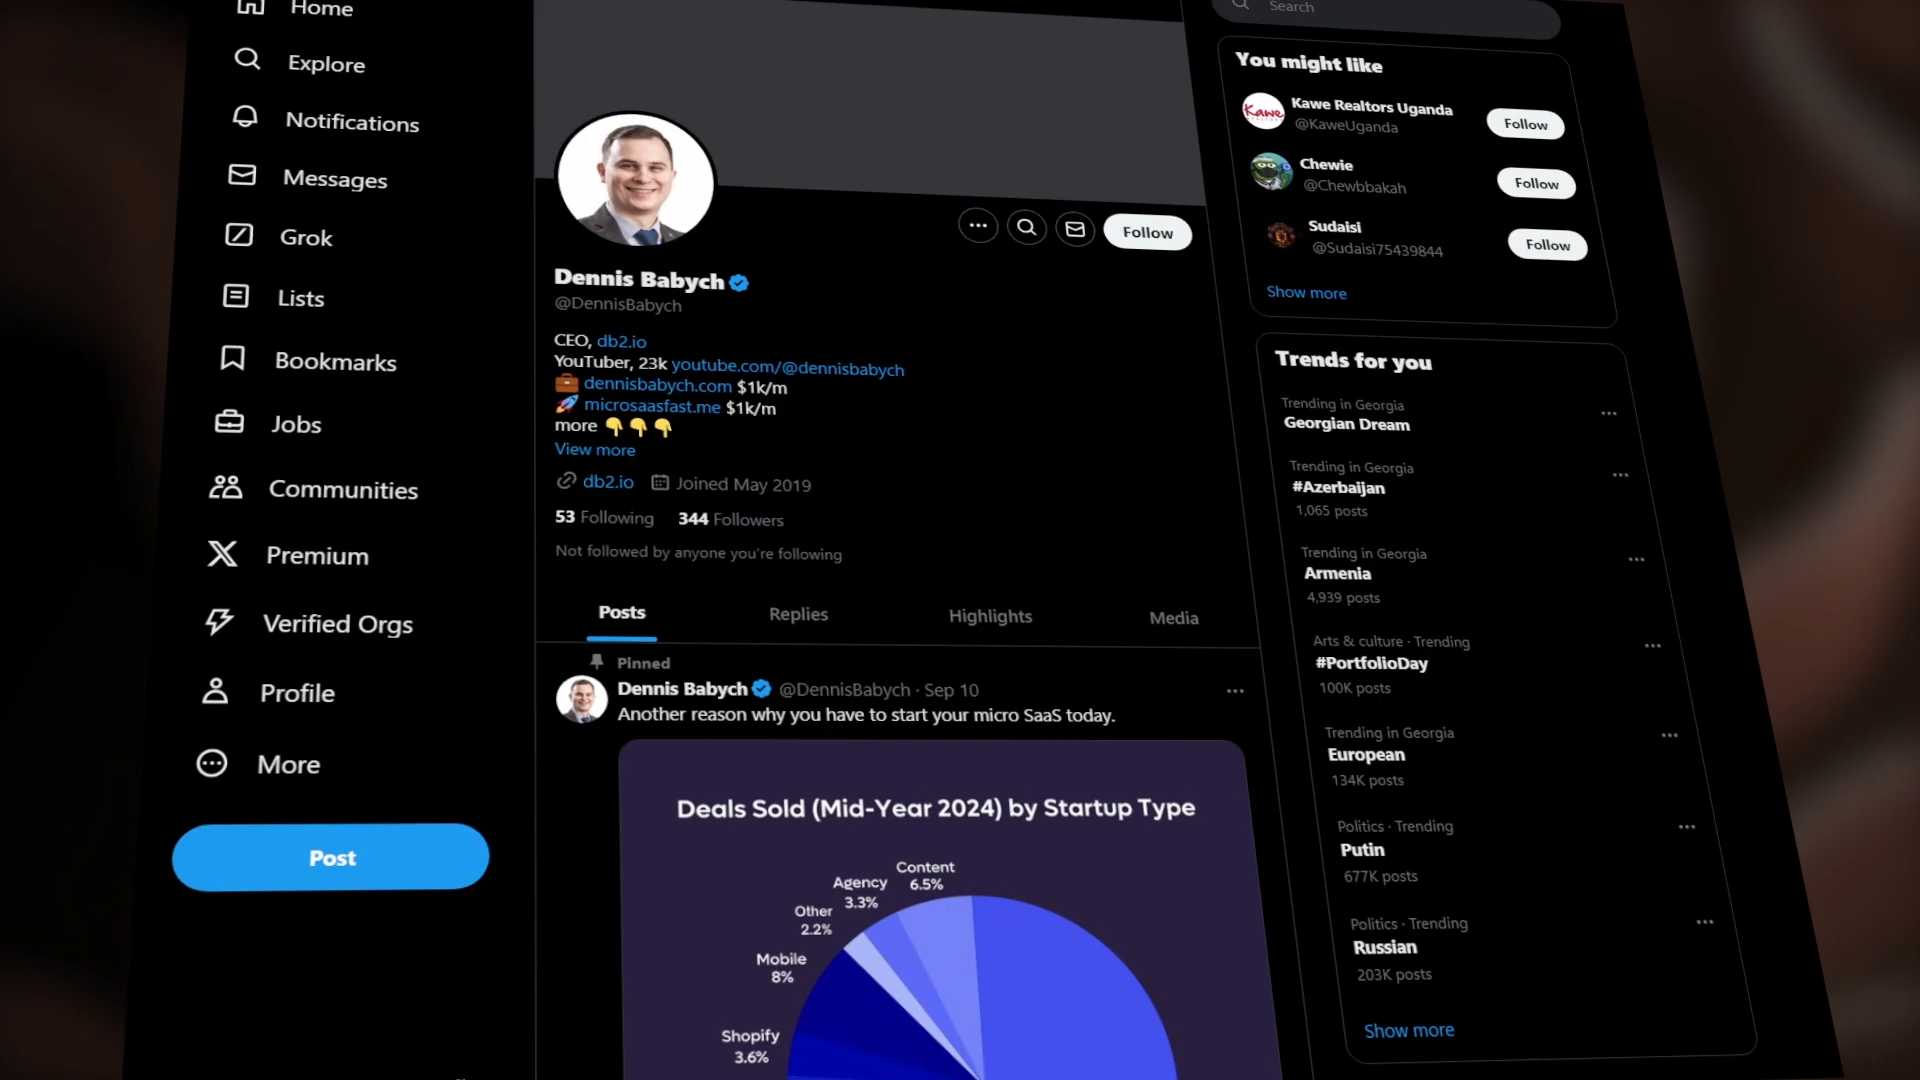 Home
Explore
Notifications
Messages
Grok
Lists
Bookmarks
Jobs
Communities
Premium
Verified Orgs
Profile
More
Post
Follow
Dennis Babych
@DennisBabych
CEO, db2.io
YouTuber, 23k youtube.com/@dennisbabych
dennisbabych.com $1k/m
microsaasfast.me $1k/m
more
View more
db2.io Joined May 2019
53 Following 344 Followers
Not followed by anyone you're following
Posts Replies Highlights Media
Pinned
Dennis Babych @DennisBabych · Sep 10
Another reason why you have to start your micro SaaS today.
Deals Sold (Mid-Year 2024) by Startup Type
Content
6.5%
Agency
3.3%
Other
2.2%
Mobile
8%
Shopify
3.6%
Search
You might like
Kawe
Kawe Realtors Uganda
@KaweUganda
Follow
Chewie
@Chewbbakah
Follow
Sudaisi
@Sudaisi75439844
Follow
Show more
Trends for you
Trending in Georgia
Georgian Dream
Trending in Georgia
#Azerbaijan
1,065 posts
Trending in Georgia
Armenia
4,939 posts
Arts & culture · Trending
#PortfolioDay
100K posts
Trending in Georgia
European
134K posts
Politics · Trending
Putin
677K posts
Politics · Trending
Russian
203K posts
Show more